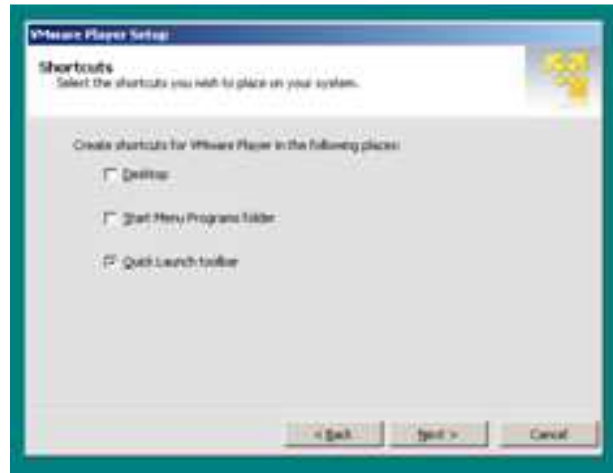 VMware Player Setup
Shortcuts
Select the shortcuts you wish to place on your system.
Create shortcuts for VMware Player in the following places:
Desktop
Start Menu Programs folder
Quick Launch toolbar
< Back
Next >
Cancel